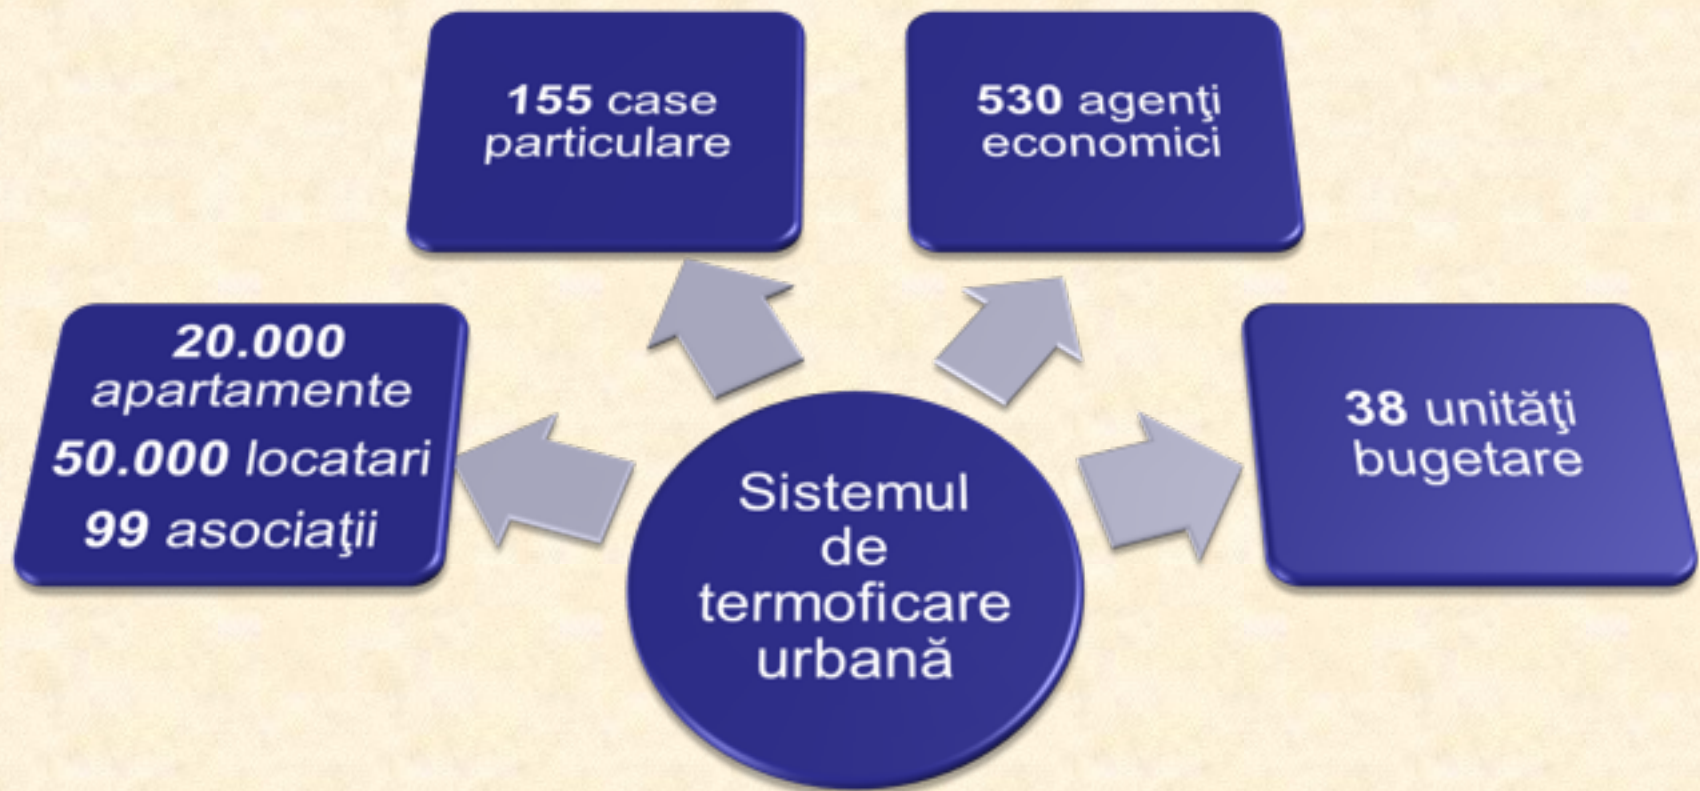 155 case
particulare
530 agenţi
economici
20.000
apartamente
50.000 locatari
99 asociaţii
38 unităţi
bugetare
Sistemul
de
termoficare
urbană